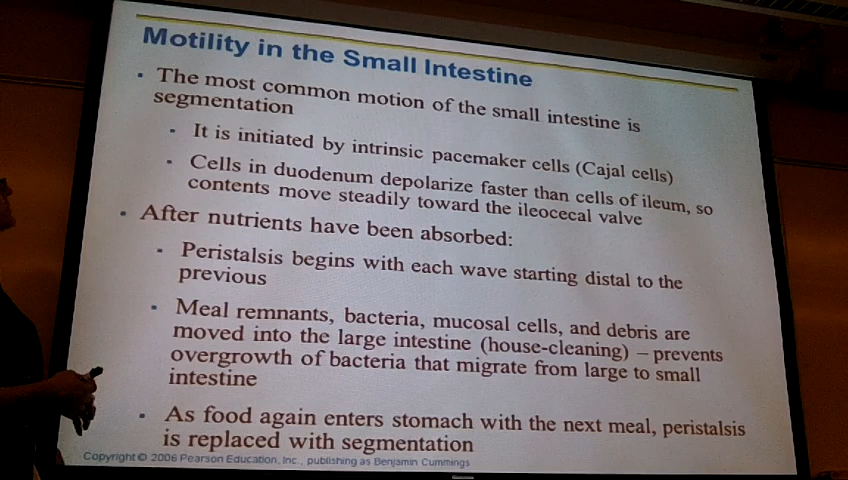 Motility in the Small Intestine
• The most common motion of the small intestine is
segmentation
• It is initiated by intrinsic pacemaker cells (Cajal cells)
• Cells in duodenum depolarize faster than cells of ileum, so
contents move steadily toward the ileocecal valve
• After nutrients have been absorbed:
• Peristalsis begins with each wave starting distal to the
previous
• Meal remnants, bacteria, mucosal cells, and debris are
moved into the large intestine (house-cleaning) – prevents
overgrowth of bacteria that migrate from large to small
intestine
• As food again enters stomach with the next meal, peristalsis
is replaced with segmentation
Copyright © 2006 Pearson Education, Inc., publishing as Benjamin Cummings